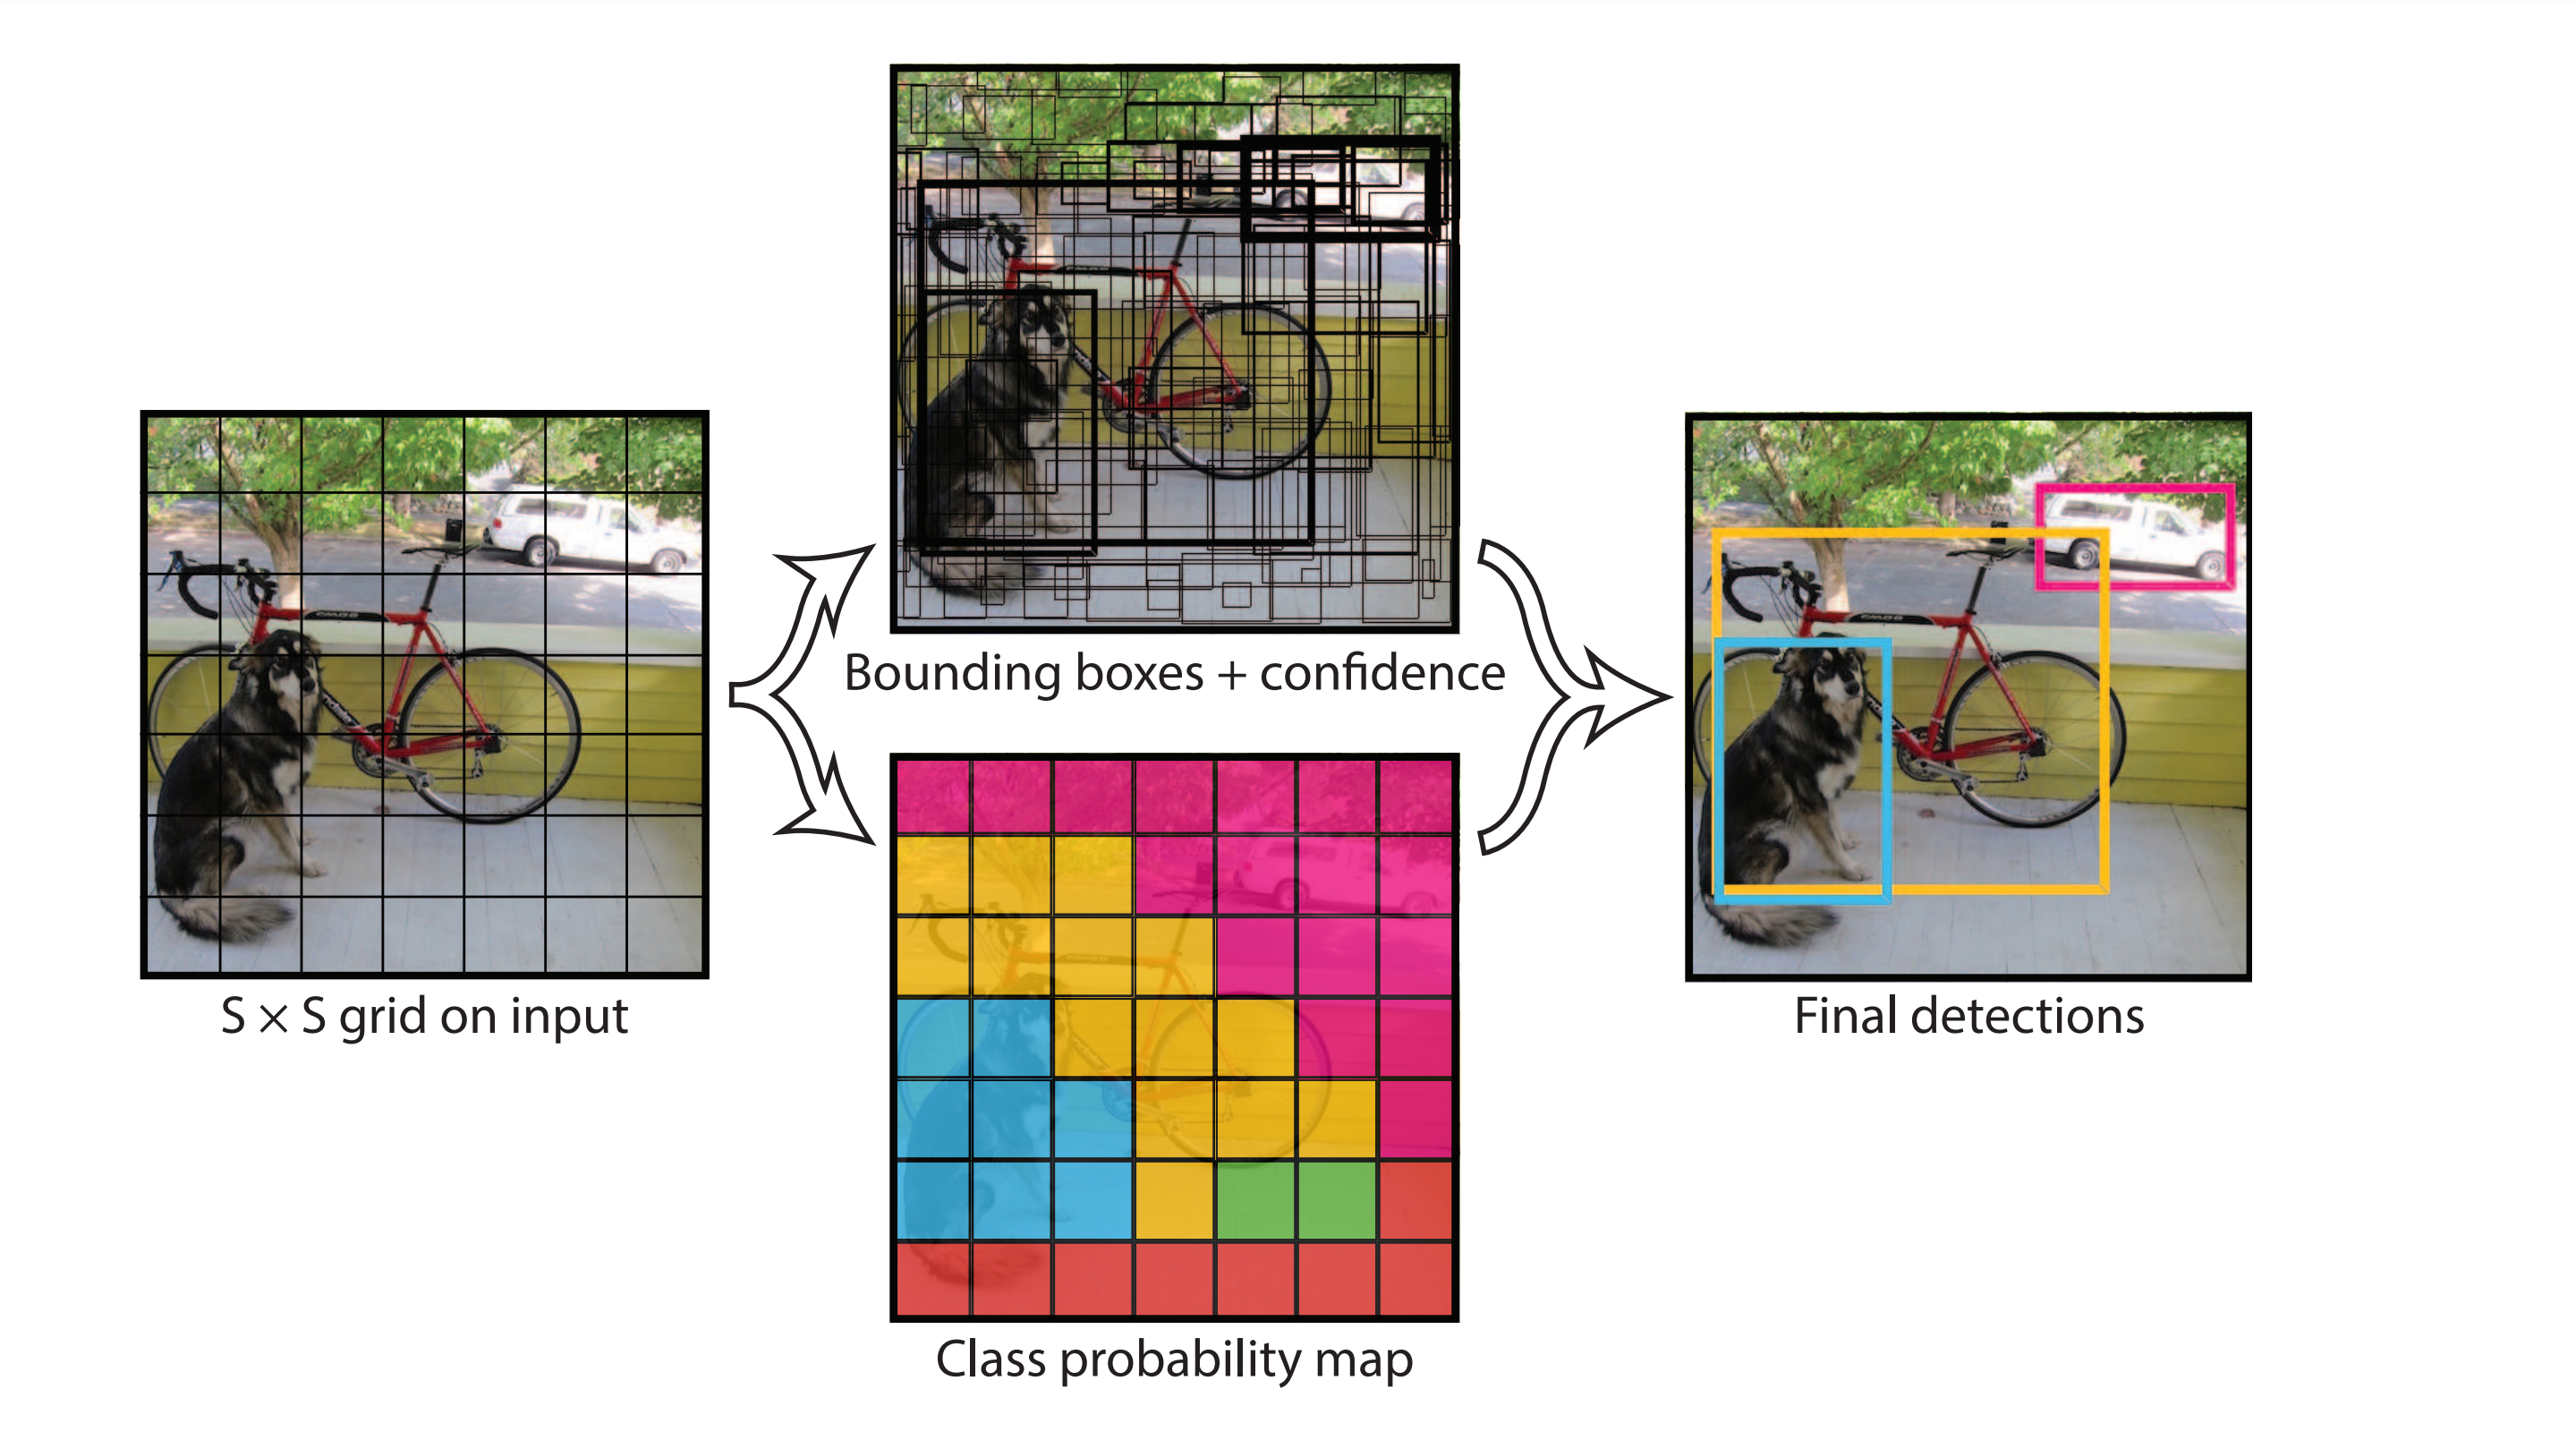 Bounding boxes + confidence
S × S grid on input
Final detections
Class probability map